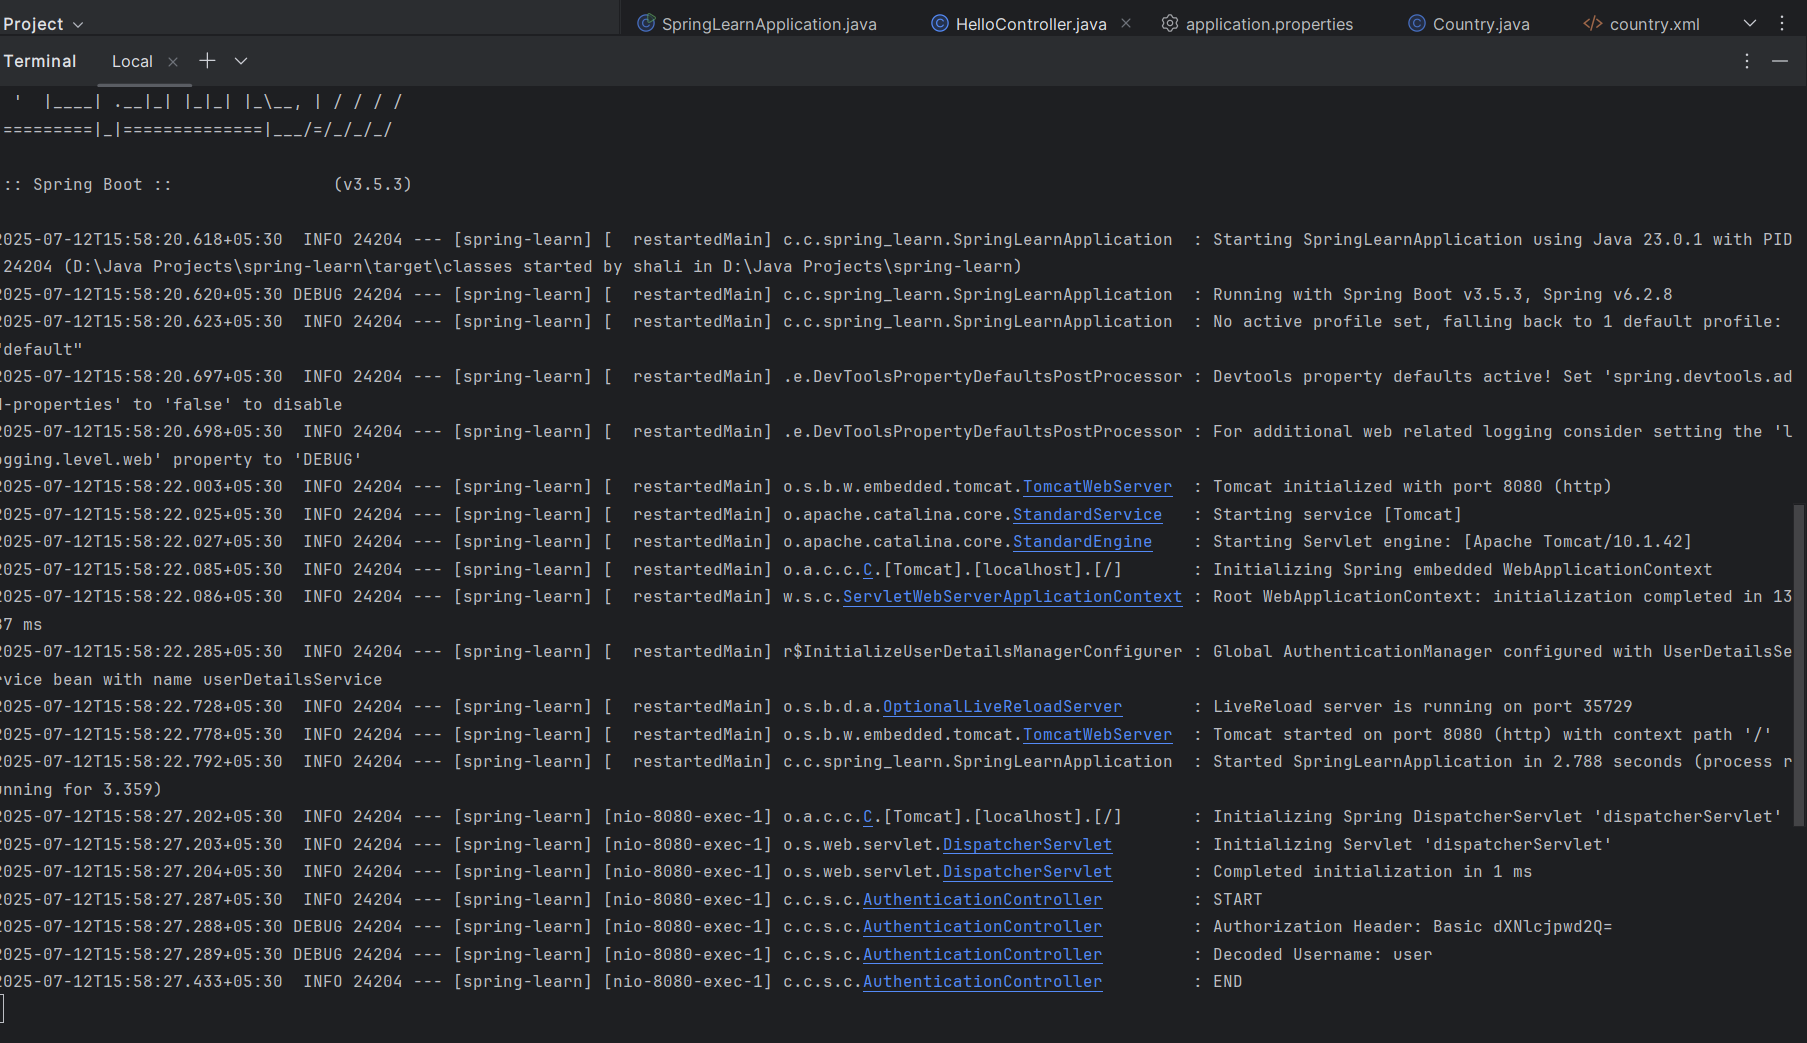 Project
SpringLearnApplication.java HelloController.java application.properties Country.java </> country.xml
Terminal Local
' |____| .__|_| |_|_| |_\__, | / / / /
=========|_|==============|___/=/_/_/_/
:: Spring Boot :: (v3.5.3)
2025-07-12T15:58:20.618+05:30 INFO 24204 --- [spring-learn] [ restartedMain] c.c.spring_learn.SpringLearnApplication : Starting SpringLearnApplication using Java 23.0.1 with PID
24204 (D:\Java Projects\spring-learn\target\classes started by shali in D:\Java Projects\spring-learn)
2025-07-12T15:58:20.620+05:30 DEBUG 24204 --- [spring-learn] [ restartedMain] c.c.spring_learn.SpringLearnApplication : Running with Spring Boot v3.5.3, Spring v6.2.8
2025-07-12T15:58:20.623+05:30 INFO 24204 --- [spring-learn] [ restartedMain] c.c.spring_learn.SpringLearnApplication : No active profile set, falling back to 1 default profile:
"default"
2025-07-12T15:58:20.697+05:30 INFO 24204 --- [spring-learn] [ restartedMain] .e.DevToolsPropertyDefaultsPostProcessor : Devtools property defaults active! Set 'spring.devtools.ad
d-properties' to 'false' to disable
2025-07-12T15:58:20.698+05:30 INFO 24204 --- [spring-learn] [ restartedMain] .e.DevToolsPropertyDefaultsPostProcessor : For additional web related logging consider setting the 'l
ogging.level.web' property to 'DEBUG'
2025-07-12T15:58:22.003+05:30 INFO 24204 --- [spring-learn] [ restartedMain] o.s.b.w.embedded.tomcat.TomcatWebServer : Tomcat initialized with port 8080 (http)
2025-07-12T15:58:22.025+05:30 INFO 24204 --- [spring-learn] [ restartedMain] o.apache.catalina.core.StandardService : Starting service [Tomcat]
2025-07-12T15:58:22.027+05:30 INFO 24204 --- [spring-learn] [ restartedMain] o.apache.catalina.core.StandardEngine : Starting Servlet engine: [Apache Tomcat/10.1.42]
2025-07-12T15:58:22.085+05:30 INFO 24204 --- [spring-learn] [ restartedMain] o.a.c.c.C.[Tomcat].[localhost].[/] : Initializing Spring embedded WebApplicationContext
2025-07-12T15:58:22.086+05:30 INFO 24204 --- [spring-learn] [ restartedMain] w.s.c.ServletWebServerApplicationContext : Root WebApplicationContext: initialization completed in 13
87 ms
2025-07-12T15:58:22.285+05:30 INFO 24204 --- [spring-learn] [ restartedMain] r$InitializeUserDetailsManagerConfigurer : Global AuthenticationManager configured with UserDetailsSe
rvice bean with name userDetailsService
2025-07-12T15:58:22.728+05:30 INFO 24204 --- [spring-learn] [ restartedMain] o.s.b.d.a.OptionalLiveReloadServer : LiveReload server is running on port 35729
2025-07-12T15:58:22.778+05:30 INFO 24204 --- [spring-learn] [ restartedMain] o.s.b.w.embedded.tomcat.TomcatWebServer : Tomcat started on port 8080 (http) with context path '/'
2025-07-12T15:58:22.792+05:30 INFO 24204 --- [spring-learn] [ restartedMain] c.c.spring_learn.SpringLearnApplication : Started SpringLearnApplication in 2.788 seconds (process r
unning for 3.359)
2025-07-12T15:58:27.202+05:30 INFO 24204 --- [spring-learn] [nio-8080-exec-1] o.a.c.c.C.[Tomcat].[localhost].[/] : Initializing Spring DispatcherServlet 'dispatcherServlet'
2025-07-12T15:58:27.203+05:30 INFO 24204 --- [spring-learn] [nio-8080-exec-1] o.s.web.servlet.DispatcherServlet : Initializing Servlet 'dispatcherServlet'
2025-07-12T15:58:27.204+05:30 INFO 24204 --- [spring-learn] [nio-8080-exec-1] o.s.web.servlet.DispatcherServlet : Completed initialization in 1 ms
2025-07-12T15:58:27.287+05:30 INFO 24204 --- [spring-learn] [nio-8080-exec-1] c.c.s.c.AuthenticationController : START
2025-07-12T15:58:27.288+05:30 DEBUG 24204 --- [spring-learn] [nio-8080-exec-1] c.c.s.c.AuthenticationController : Authorization Header: Basic dXNlcjpwd2Q=
2025-07-12T15:58:27.289+05:30 DEBUG 24204 --- [spring-learn] [nio-8080-exec-1] c.c.s.c.AuthenticationController : Decoded Username: user
2025-07-12T15:58:27.433+05:30 INFO 24204 --- [spring-learn] [nio-8080-exec-1] c.c.s.c.AuthenticationController : END